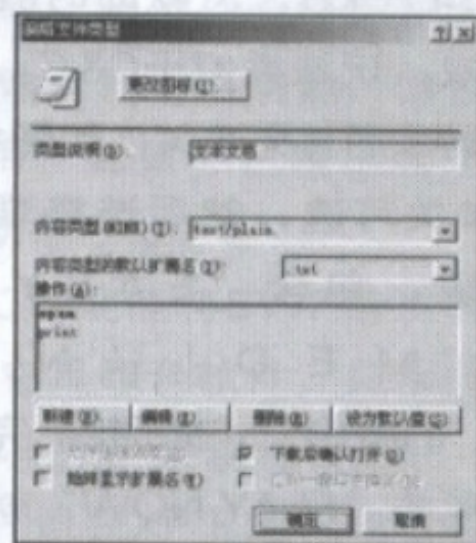 编辑文件类型
更改图标(I)...
类型说明(D): 文本文档
内容类型(MIME)(T): text/plain
内容类型的默认扩展名(X): .txt
操作(A):
open
print
新建(N)... 编辑(E)... 删除(R) 设为默认值(S)
下载后确认打开(O)
始终显示扩展名(W)
确定 取消